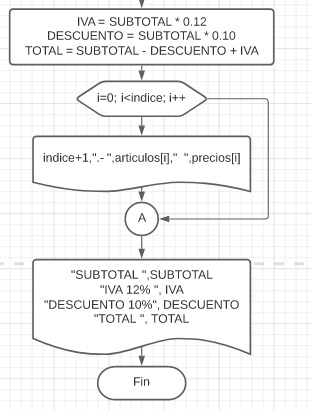 IVA = SUBTOTAL * 0.12
DESCUENTO = SUBTOTAL * 0.10
TOTAL = SUBTOTAL - DESCUENTO + IVA
i=0; i<indice; i++
indice+1,".- ",articulos[i],"  ",precios[i]
A
"SUBTOTAL ",SUBTOTAL
"IVA 12% ", IVA
"DESCUENTO 10%", DESCUENTO
"TOTAL ", TOTAL
Fin